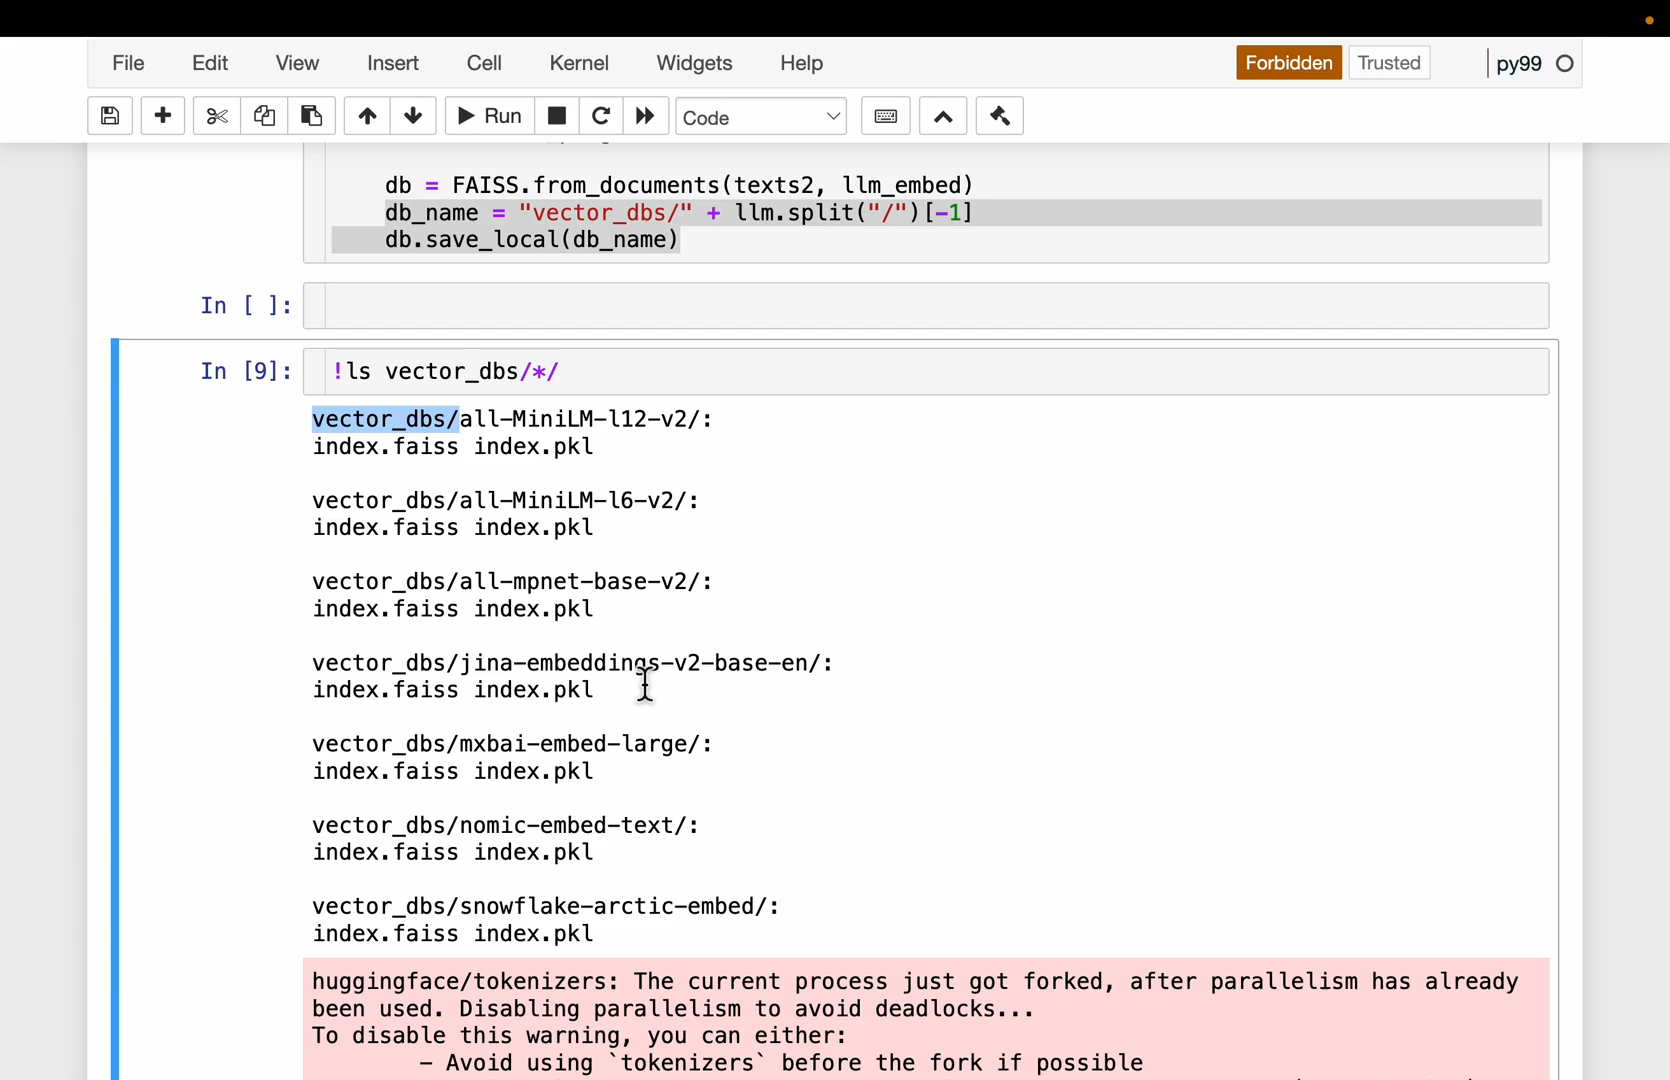 File Edit View Insert Cell Kernel Widgets Help Forbidden Trusted py99
Run Code
db = FAISS.from_documents(texts2, llm_embed)
db_name = "vector_dbs/" + llm.split("/")[-1]
db.save_local(db_name)
In [ ]:
In [9]: !ls vector_dbs/*/
vector_dbs/all-MiniLM-l12-v2/:
index.faiss index.pkl
vector_dbs/all-MiniLM-l6-v2/:
index.faiss index.pkl
vector_dbs/all-mpnet-base-v2/:
index.faiss index.pkl
vector_dbs/jina-embeddings-v2-base-en/:
index.faiss index.pkl
vector_dbs/mxbai-embed-large/:
index.faiss index.pkl
vector_dbs/nomic-embed-text/:
index.faiss index.pkl
vector_dbs/snowflake-arctic-embed/:
index.faiss index.pkl
huggingface/tokenizers: The current process just got forked, after parallelism has already
been used. Disabling parallelism to avoid deadlocks...
To disable this warning, you can either:
- Avoid using `tokenizers` before the fork if possible